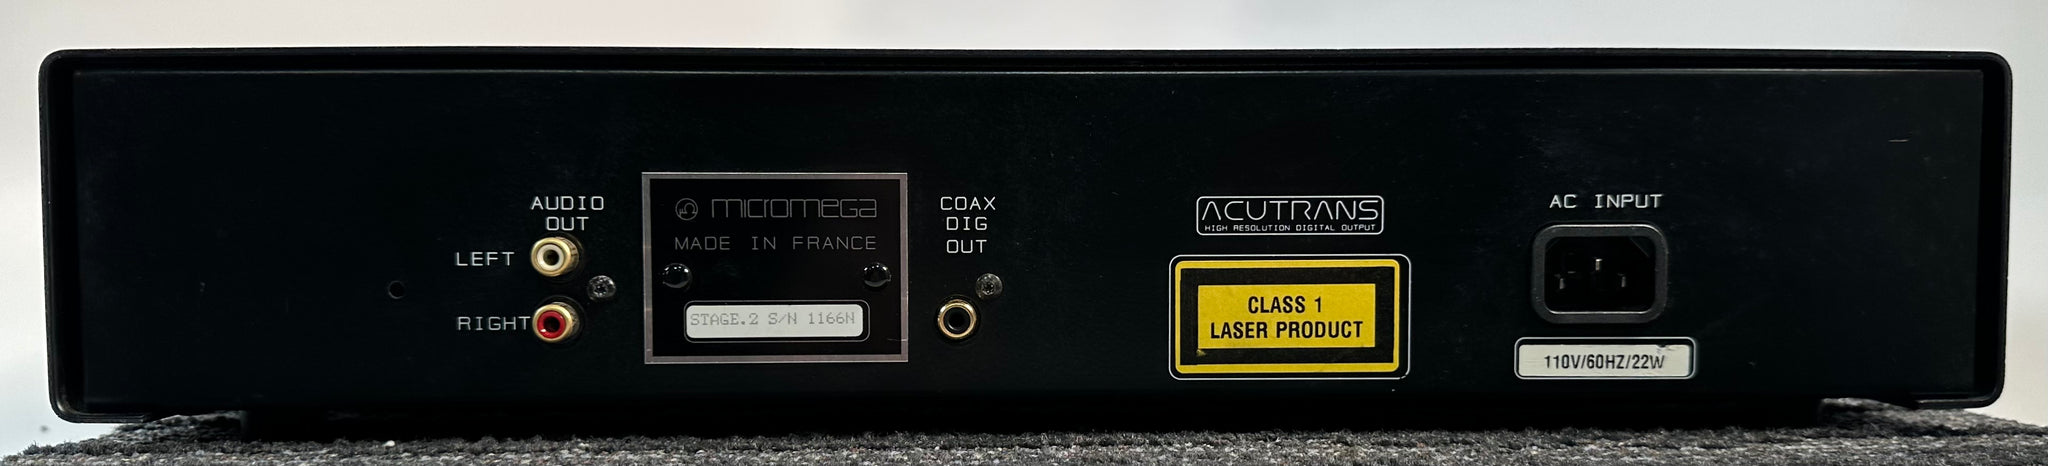 AUDIO
OUT
LEFT
RIGHT
micromega
MADE IN FRANCE
STAGE.2 S/N 1166N
COAX
DIG
OUT
ACUTRANS
HIGH RESOLUTION DIGITAL OUTPUT
CLASS 1
LASER PRODUCT
AC INPUT
110V/60HZ/22W